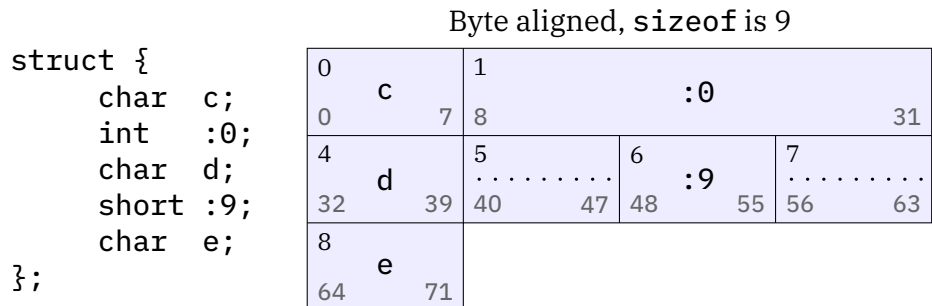 Byte aligned, sizeof is 9
struct {
char c;
int :0;
char d;
short :9;
char e;
};
0 1
c :0
0 7 8 31
4 5 6 7
d ......... :9 .........
32 39 40 47 48 55 56 63
8
e
64 71